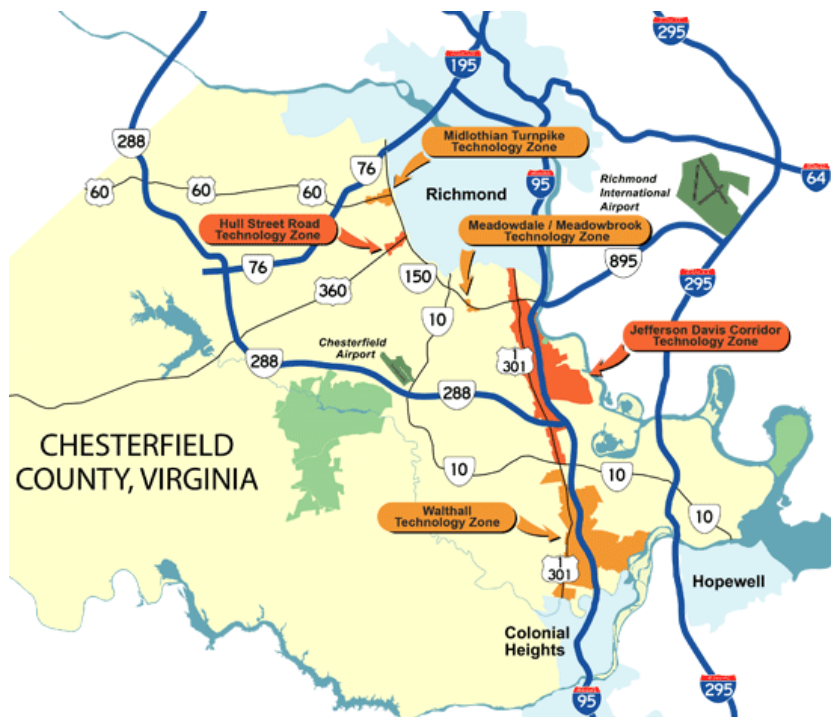 295
195
288
76
Midlothian Turnpike
Technology Zone
60
60
60
95
64
Richmond
Richmond
International
Airport
Hull Street Road
Technology Zone
Meadowdale / Meadowbrook
Technology Zone
76
150
895
360
295
10
Chesterfield
Airport
Jefferson Davis Corridor
Technology Zone
1
301
288
288
CHESTERFIELD
COUNTY, VIRGINIA
10
10
10
Walthall
Technology Zone
1
301
Hopewell
Colonial
Heights
295
95